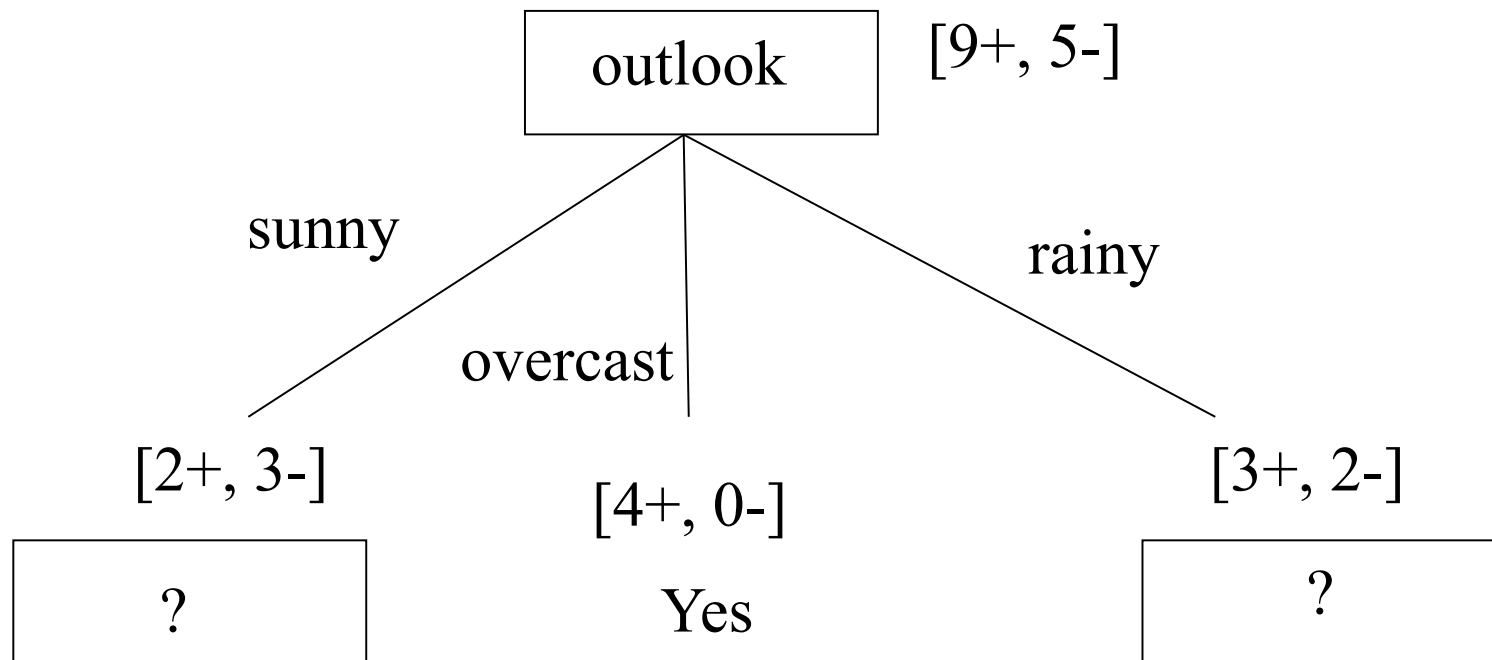 outlook
[9+, 5-]
sunny
rainy
overcast
[2+, 3-]
[4+, 0-]
[3+, 2-]
?
Yes
?